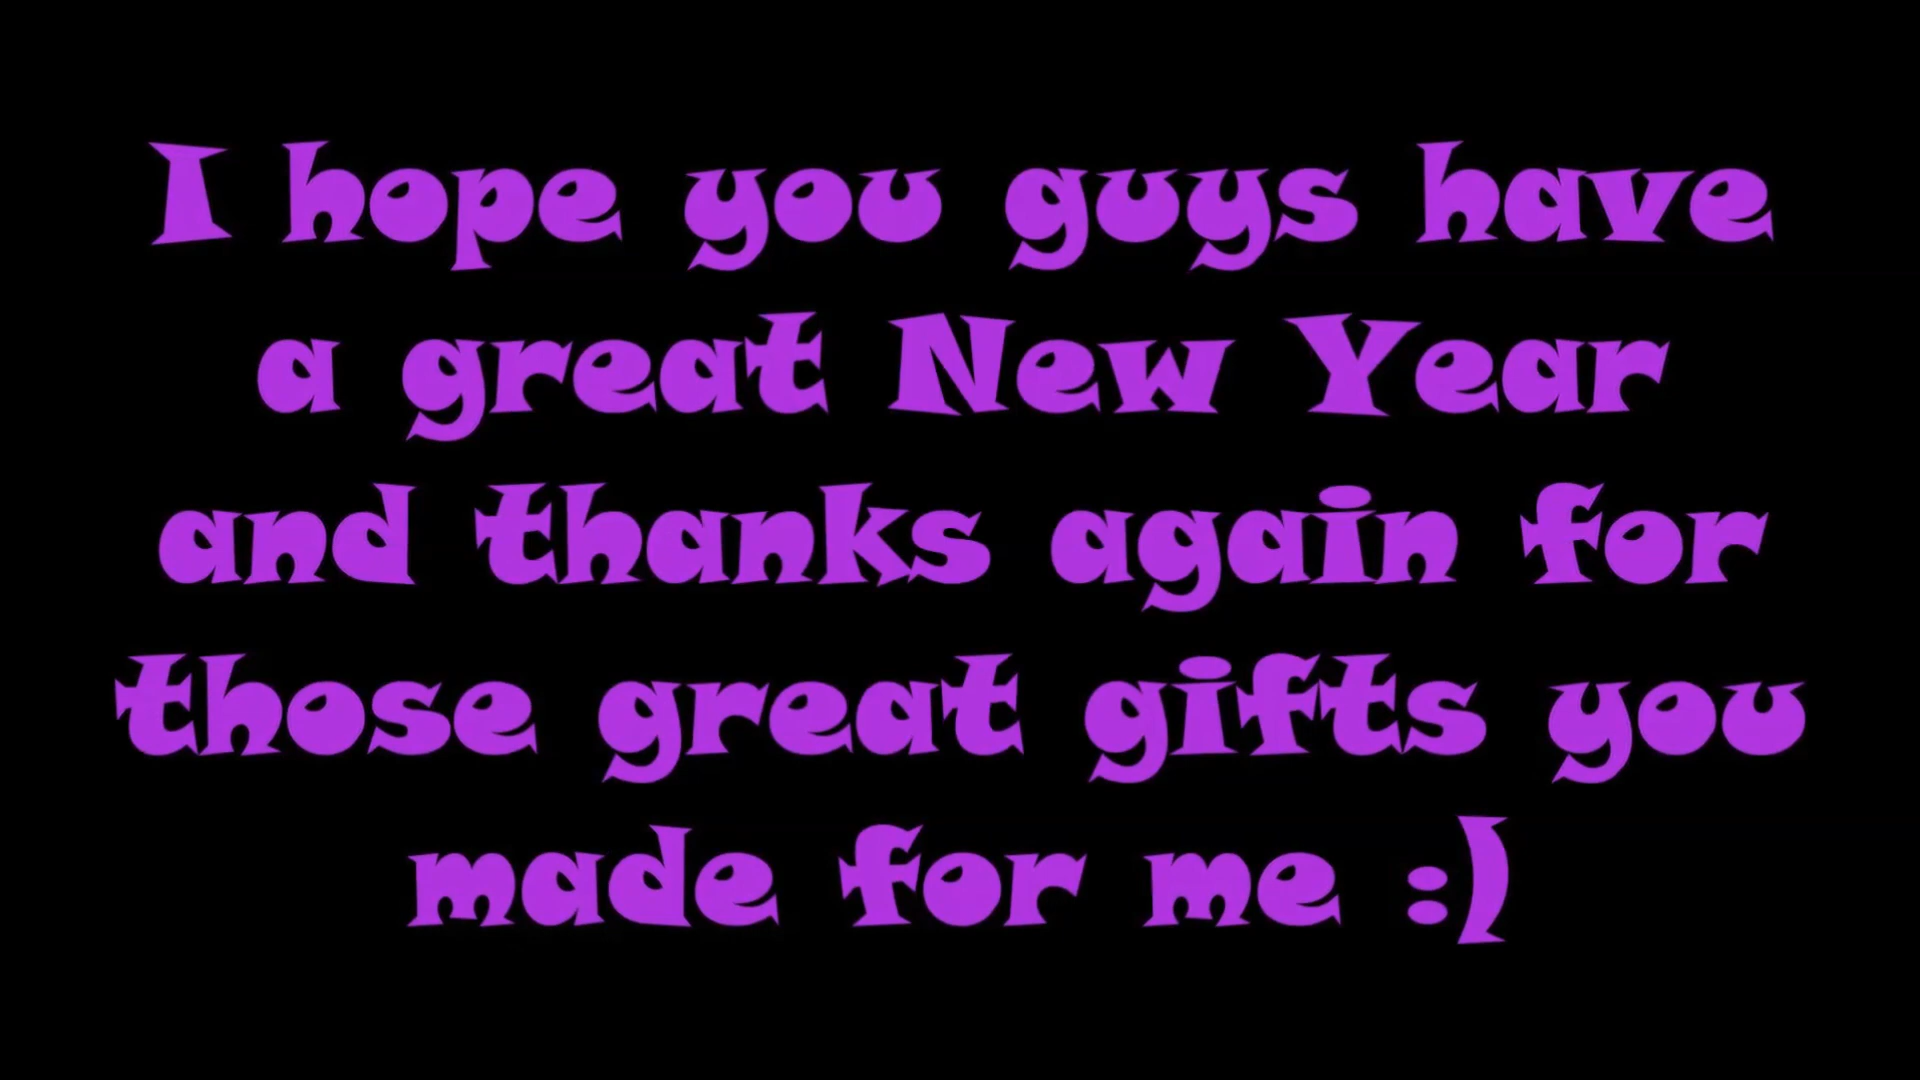 I hope you guys have
a great New Year
and thanks again for
those great gifts you
made for me :)